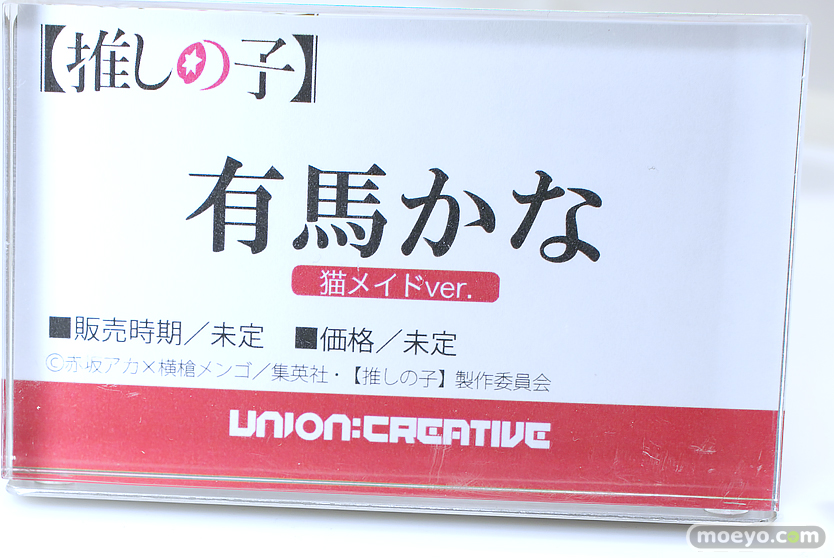 【推しの子】
有馬かな
猫メイドver.
■販売時期／未定　■価格／未定
©赤坂アカ×横槍メンゴ／集英社・【推しの子】製作委員会
UNION:CREATIVE
moeyo.com